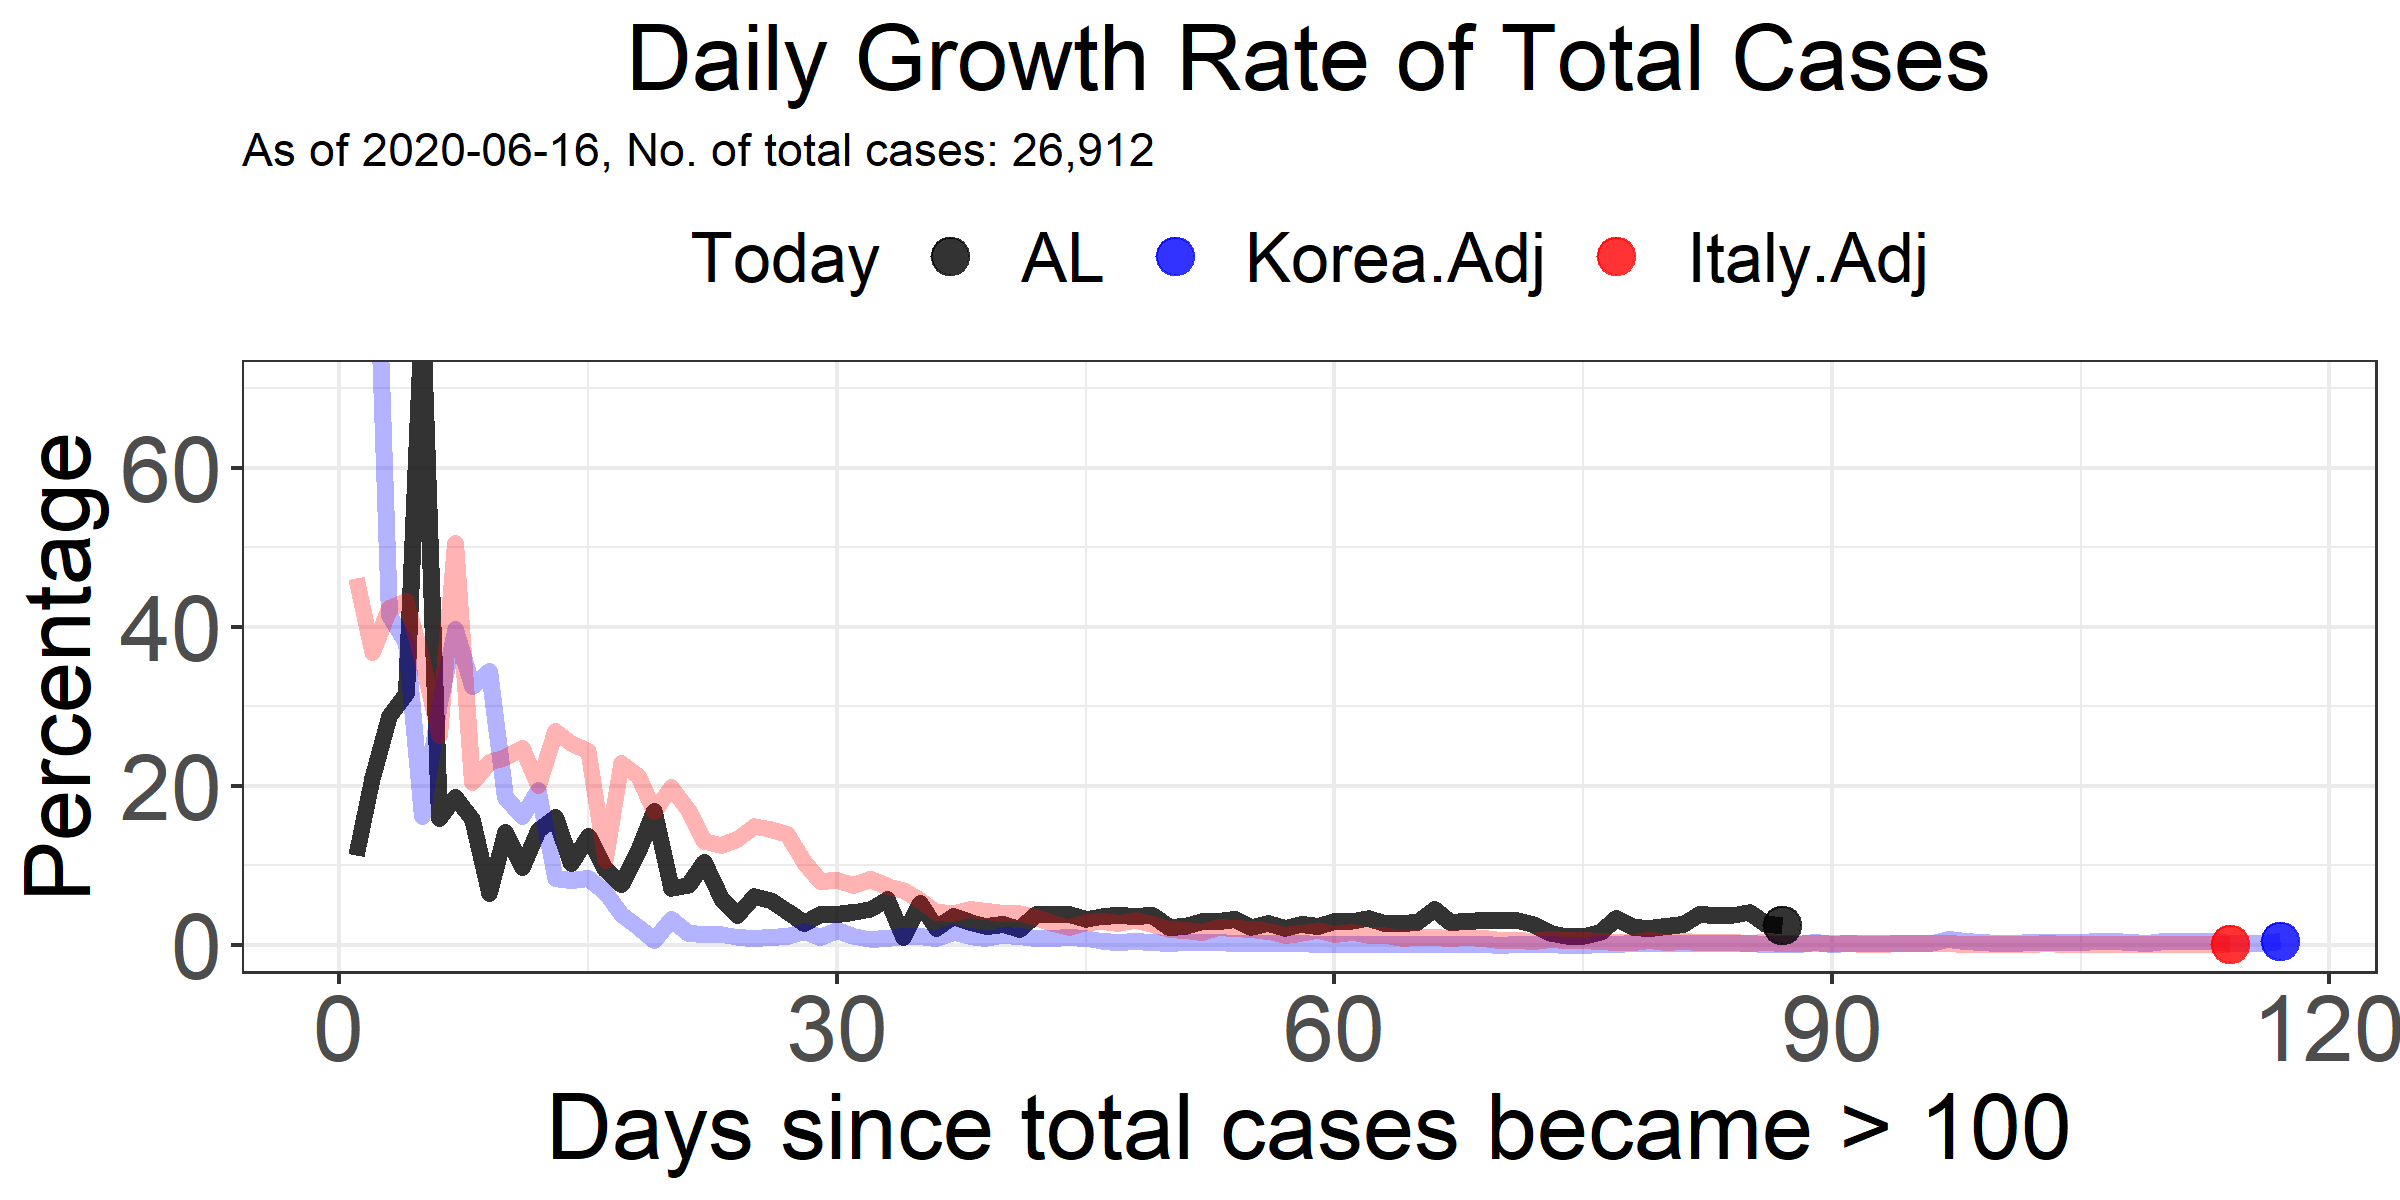 Daily Growth Rate of Total Cases
As of 2020-06-16, No. of total cases: 26,912
Today AL Korea.Adj Italy.Adj
Percentage
60
40
20
0
0 30 60 90 120
Days since total cases became > 100